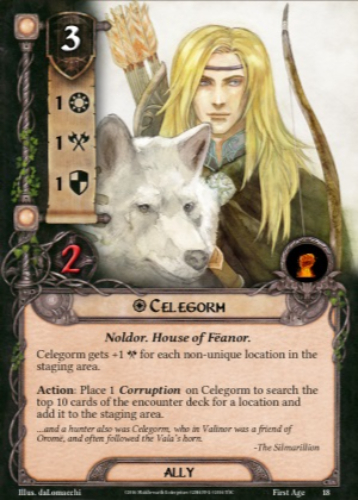 3
1
1
1
2
CELEGORM
Noldor. House of Fëanor.
Celegorm gets +1 for each non-unique location in the
staging area.
Action: Place 1 Corruption on Celegorm to search the
top 10 cards of the encounter deck for a location and
add it to the staging area.
...and a hunter also was Celegorm, who in Valinor was a friend of
Oromë, and often followed the Vala's horn.
-The Silmarillion
ALLY
Illus. daLomacchi
First Age 18